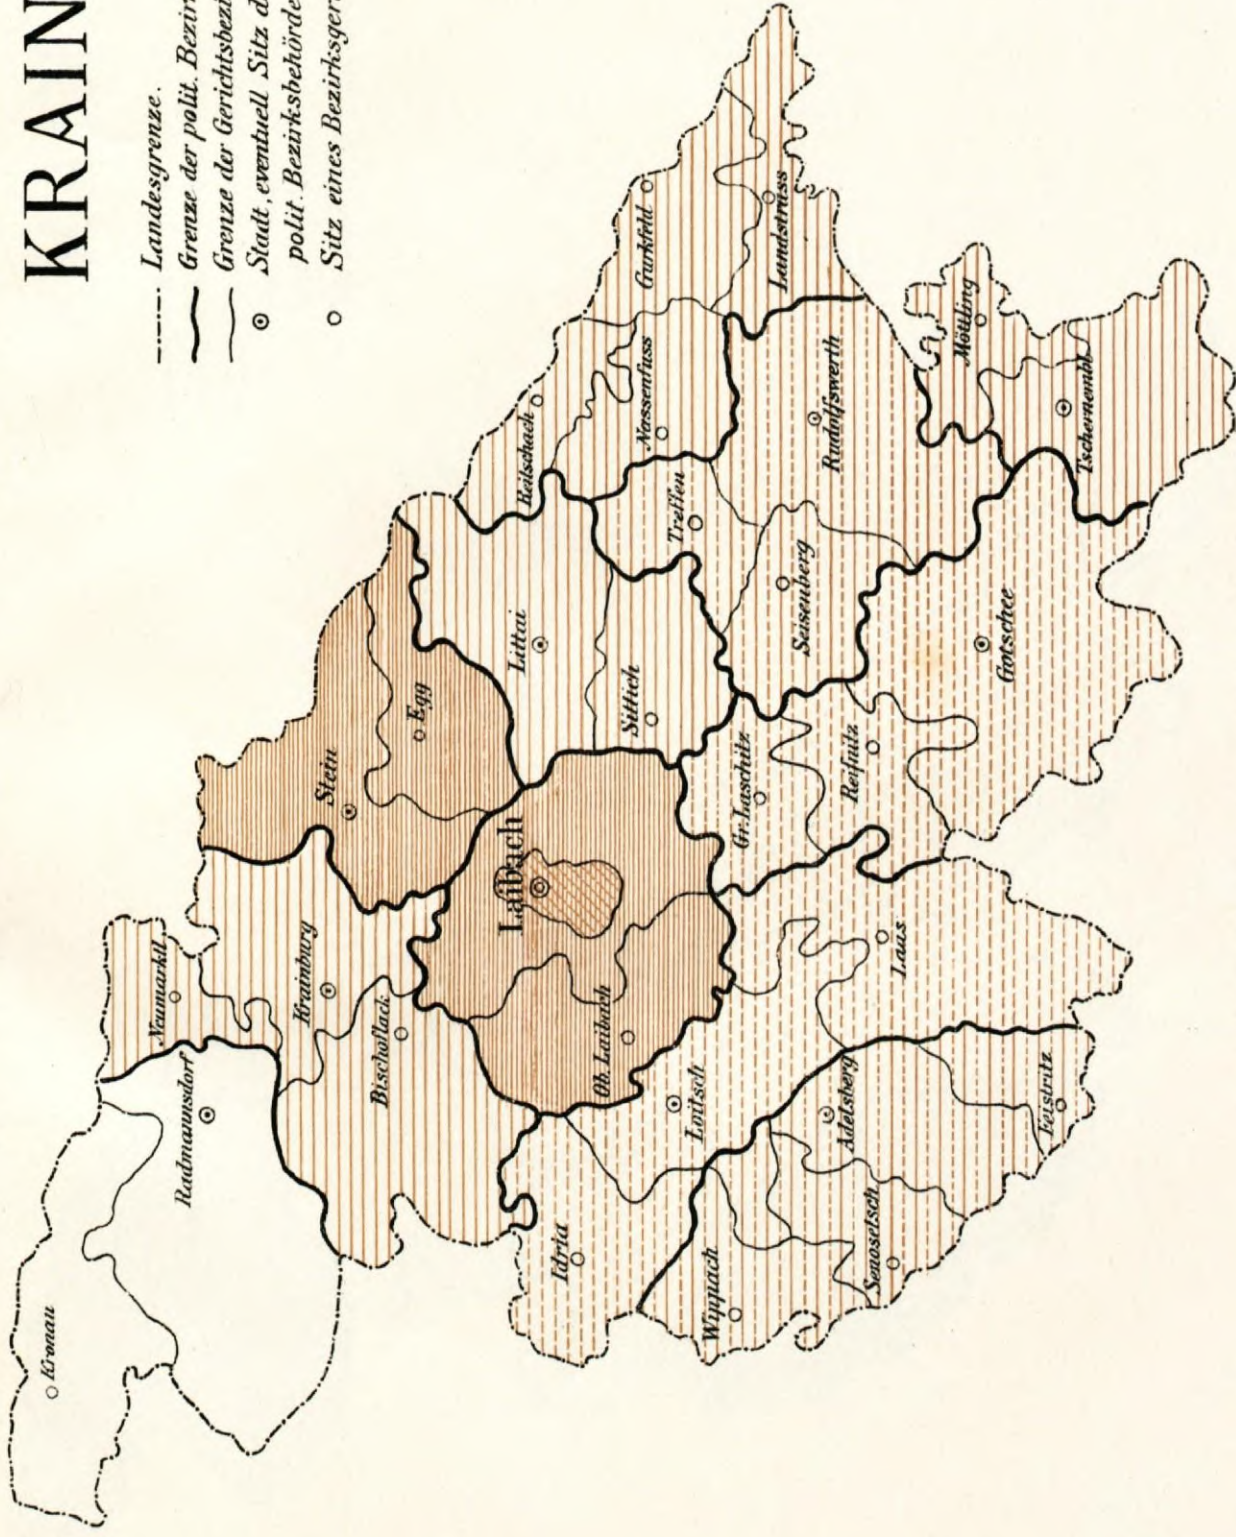 KRAIN
Landesgrenze.
Grenze der polit. Bezir
Grenze der Gerichtsbezi
Stadt, eventuell Sitz d
polit. Bezirksbehörde
Sitz eines Bezirksger
Kronau
Radmannsdorf
Neumarktl
Krainburg
Bischoflack
Stein
Egg
Laibach
Ob. Laibach
Littai
Sittich
Ratschach
Nassenfuss
Gurkfeld
Landstrass
Treffen
Rudolfswerth
Seisenberg
Möttling
Tschernembl
Gotschee
Reifnitz
Gr. Laschitz
Laas
Loitsch
Idria
Wippach
Adelsberg
Senosetsch
Feistritz